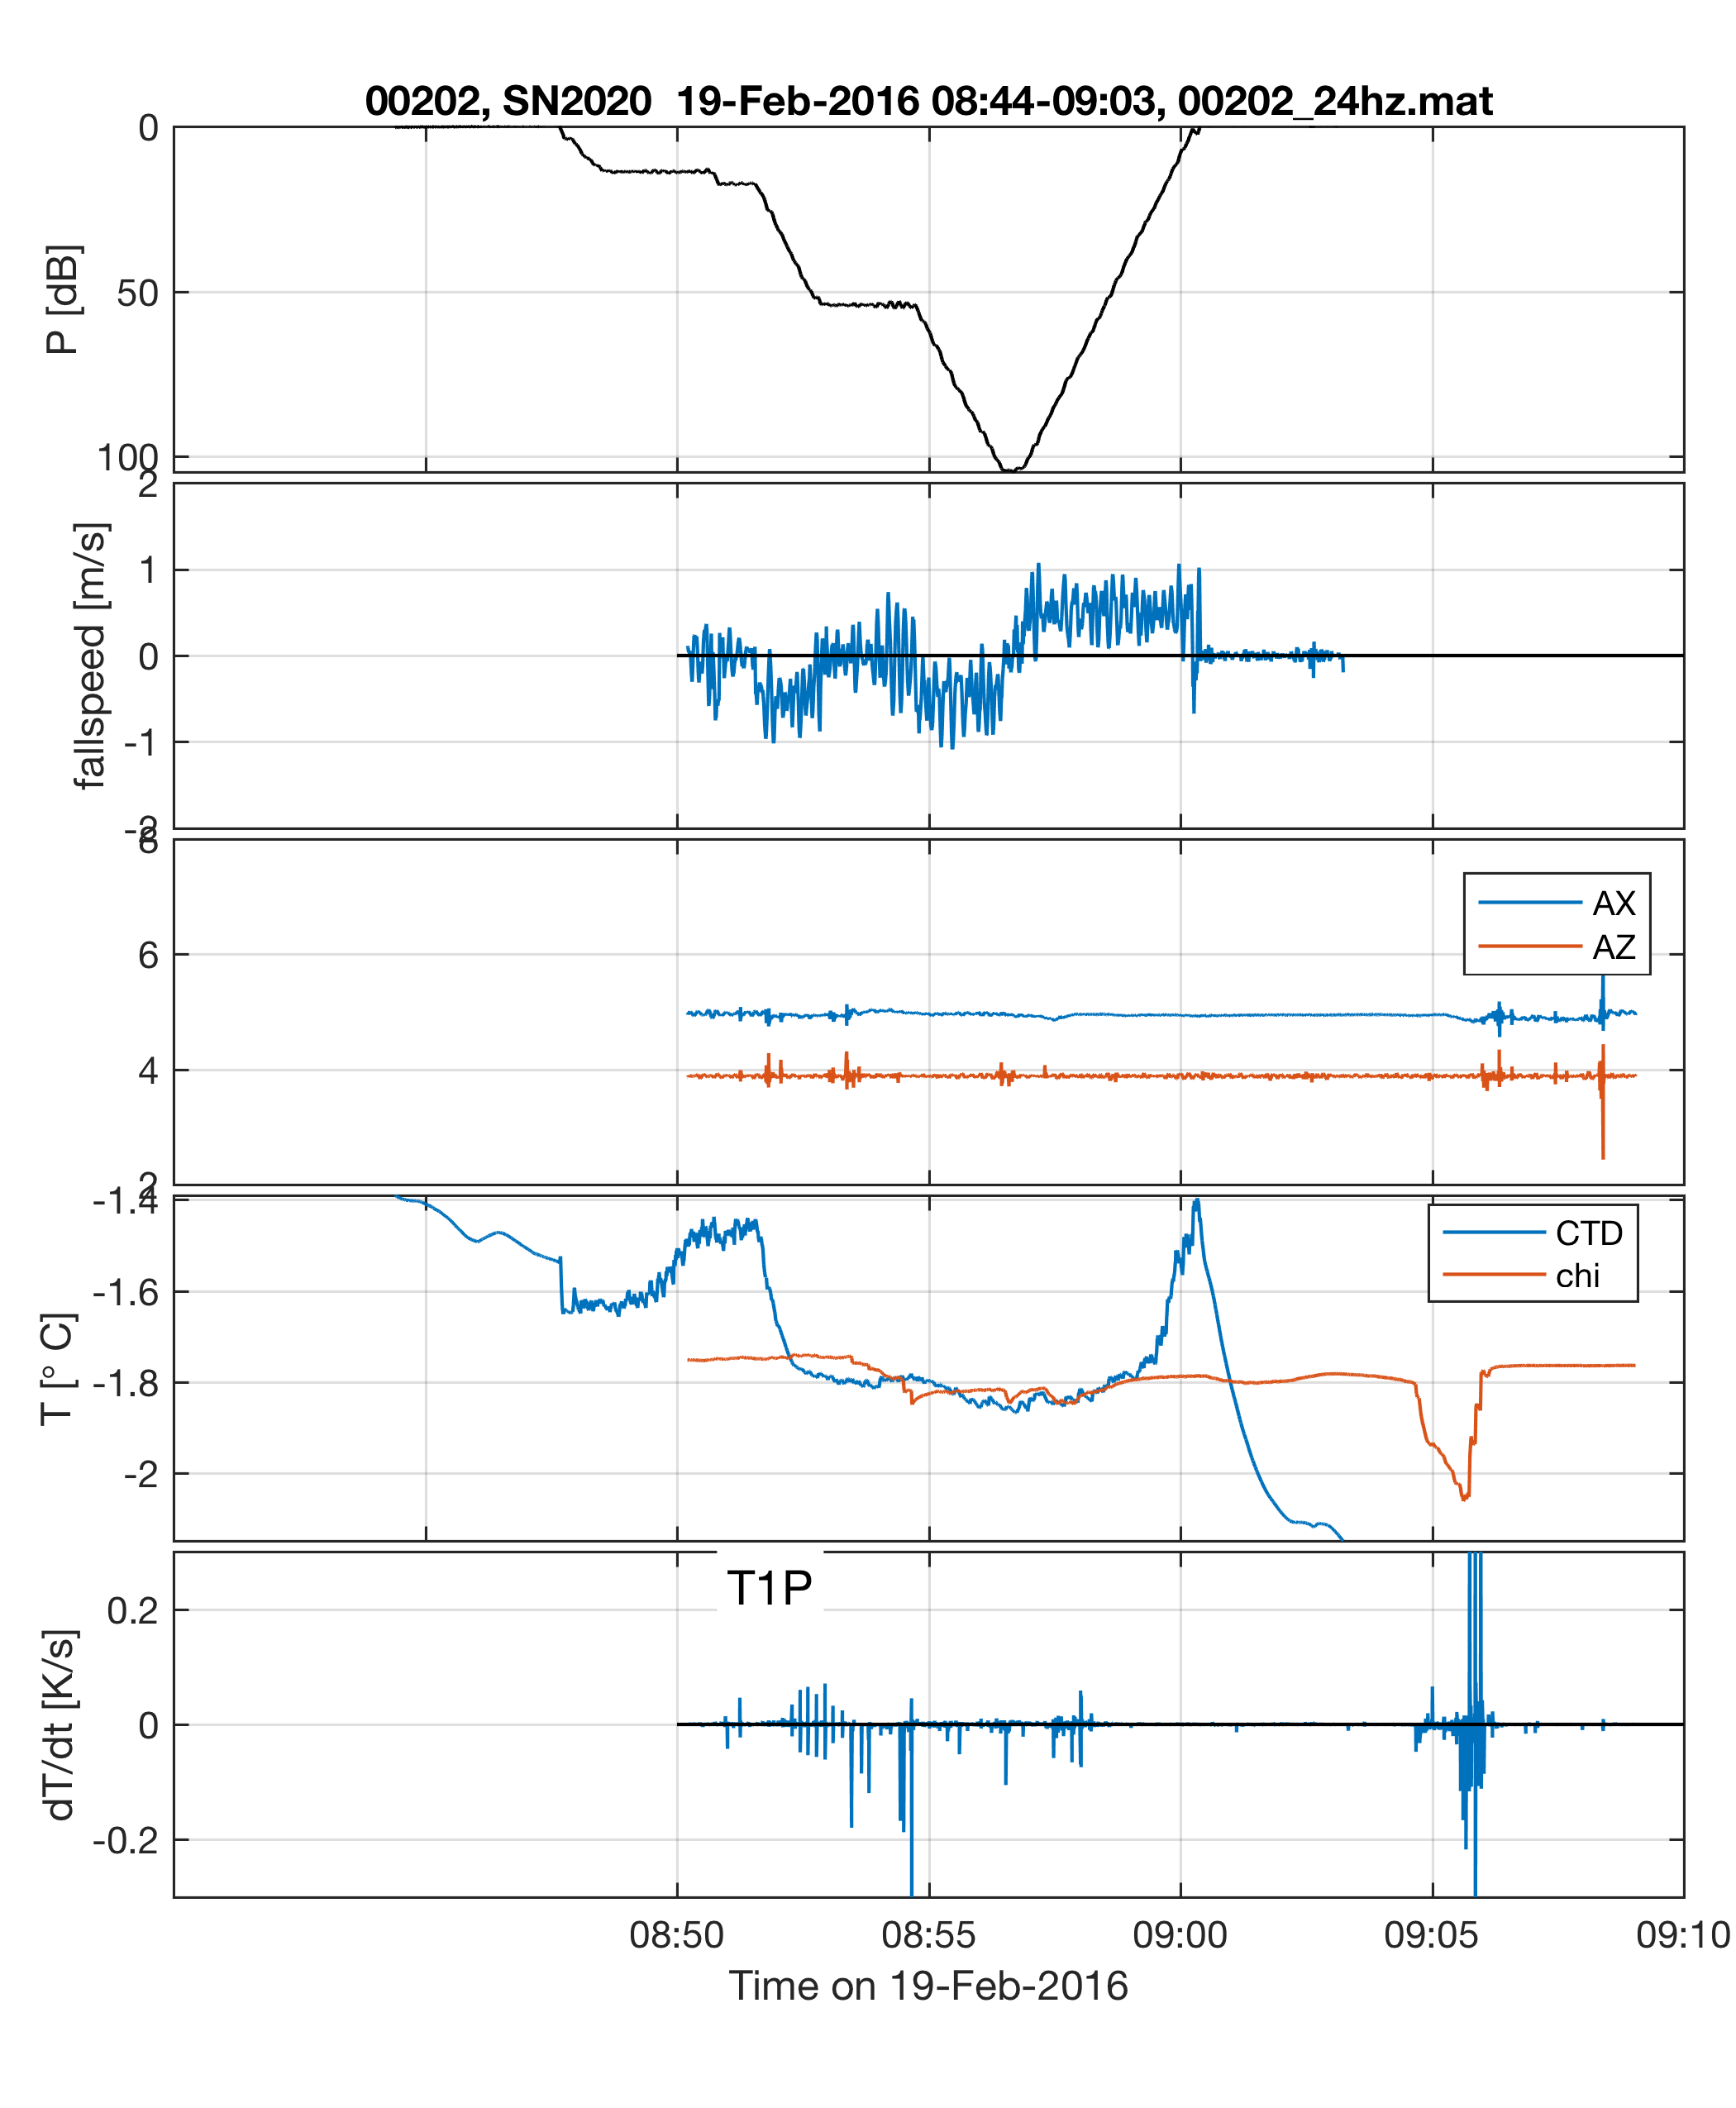 00202, SN2020  19-Feb-2016 08:44-09:03, 00202_24hz.mat
0
50
100
P [dB]
2
1
0
-1
-2
fallspeed [m/s]
8
6
4
2
AX
AZ
-1.4
-1.6
-1.8
-2
T [° C]
CTD
chi
T1P
0.2
0
-0.2
dT/dt [K/s]
08:50 08:55 09:00 09:05 09:10
Time on 19-Feb-2016